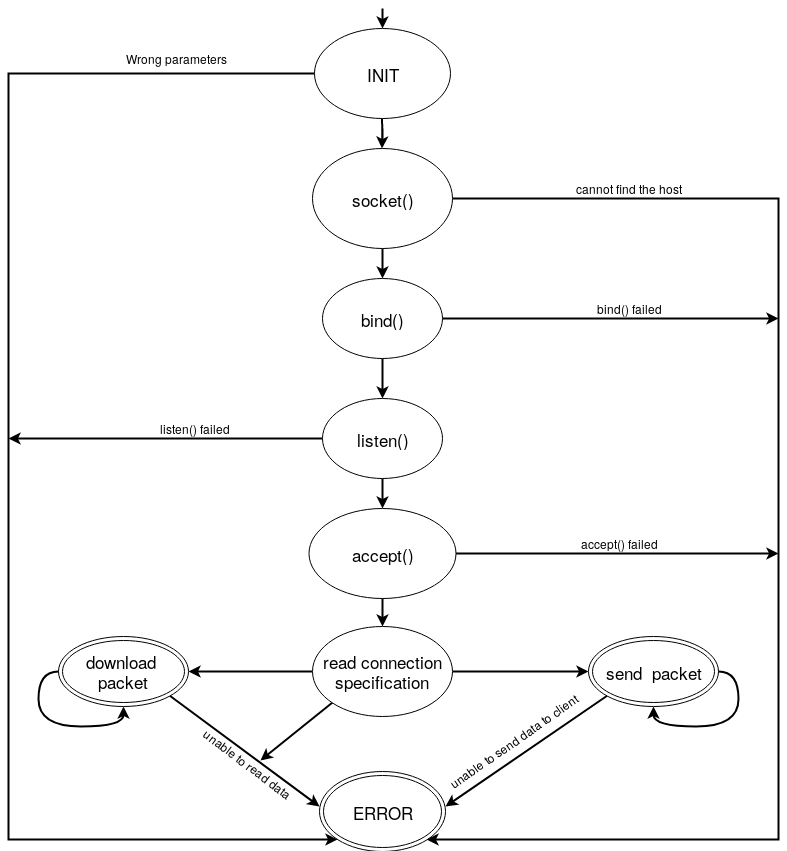 Wrong parameters
INIT
socket()
cannot find the host
bind()
bind() failed
listen() failed
listen()
accept()
accept() failed
download
packet
read connection
specification
send packet
unable to read data
unable to send data to client
ERROR